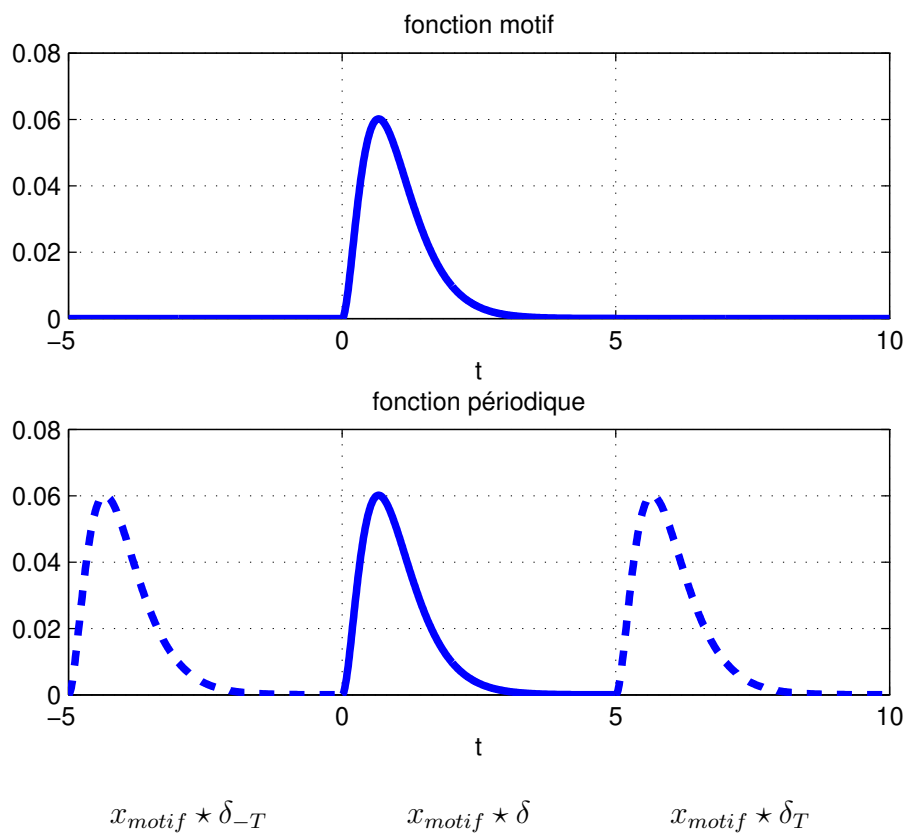 fonction motif
0.08
0.06
0.04
0.02
0
−5 0 5 10
t
fonction périodique
0.08
0.06
0.04
0.02
0
−5 0 5 10
t
x_{motif} ⋆ δ_{−T} x_{motif} ⋆ δ x_{motif} ⋆ δ_T